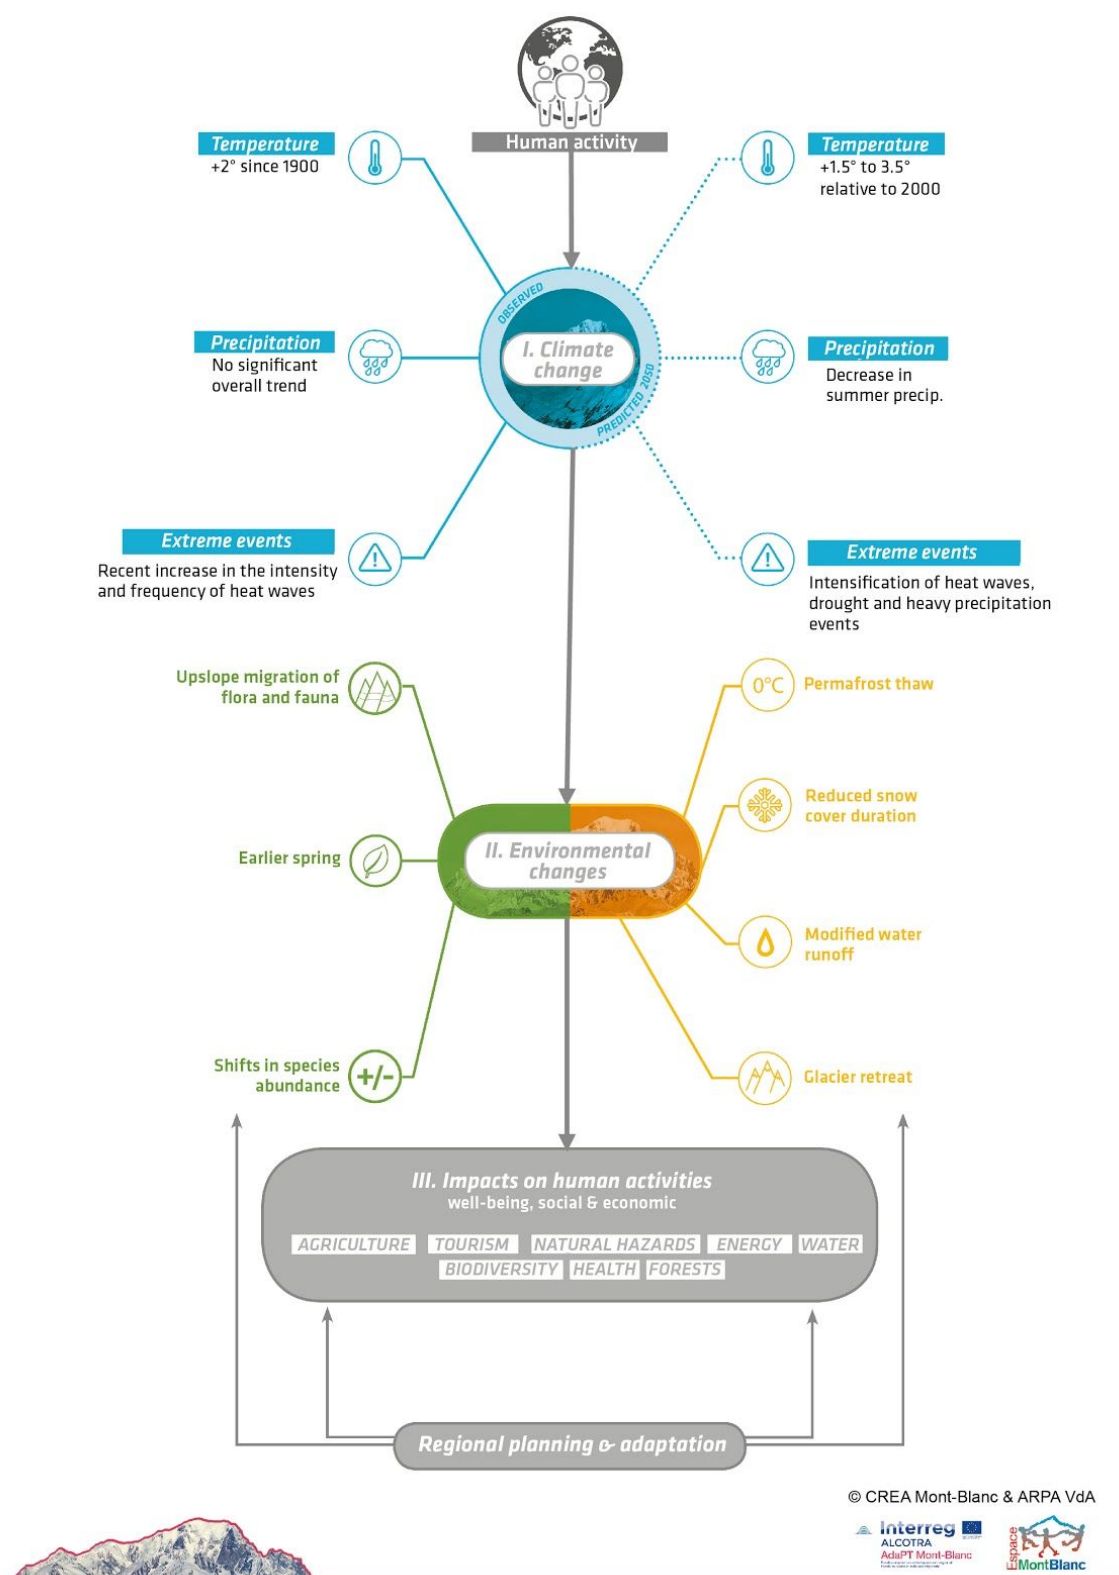 Human activity
Temperature
+2° since 1900
Temperature
+1.5° to 3.5°
relative to 2000
OBSERVED
PREDICTED 2050
I. Climate
change
Precipitation
No significant
overall trend
Precipitation
Decrease in
summer precip.
Extreme events
Recent increase in the intensity
and frequency of heat waves
Extreme events
Intensification of heat waves,
drought and heavy precipitation
events
Upslope migration of
flora and fauna
0°C
Permafrost thaw
Reduced snow
cover duration
Earlier spring
II. Environmental
changes
Modified water
runoff
Shifts in species
abundance
+/-
Glacier retreat
III. Impacts on human activities
well-being, social & economic
AGRICULTURE TOURISM NATURAL HAZARDS ENERGY WATER
BIODIVERSITY HEALTH FORESTS
Regional planning & adaptation
© CREA Mont-Blanc & ARPA VdA
Interreg
ALCOTRA
AdaPT Mont-Blanc
Espace
MontBlanc